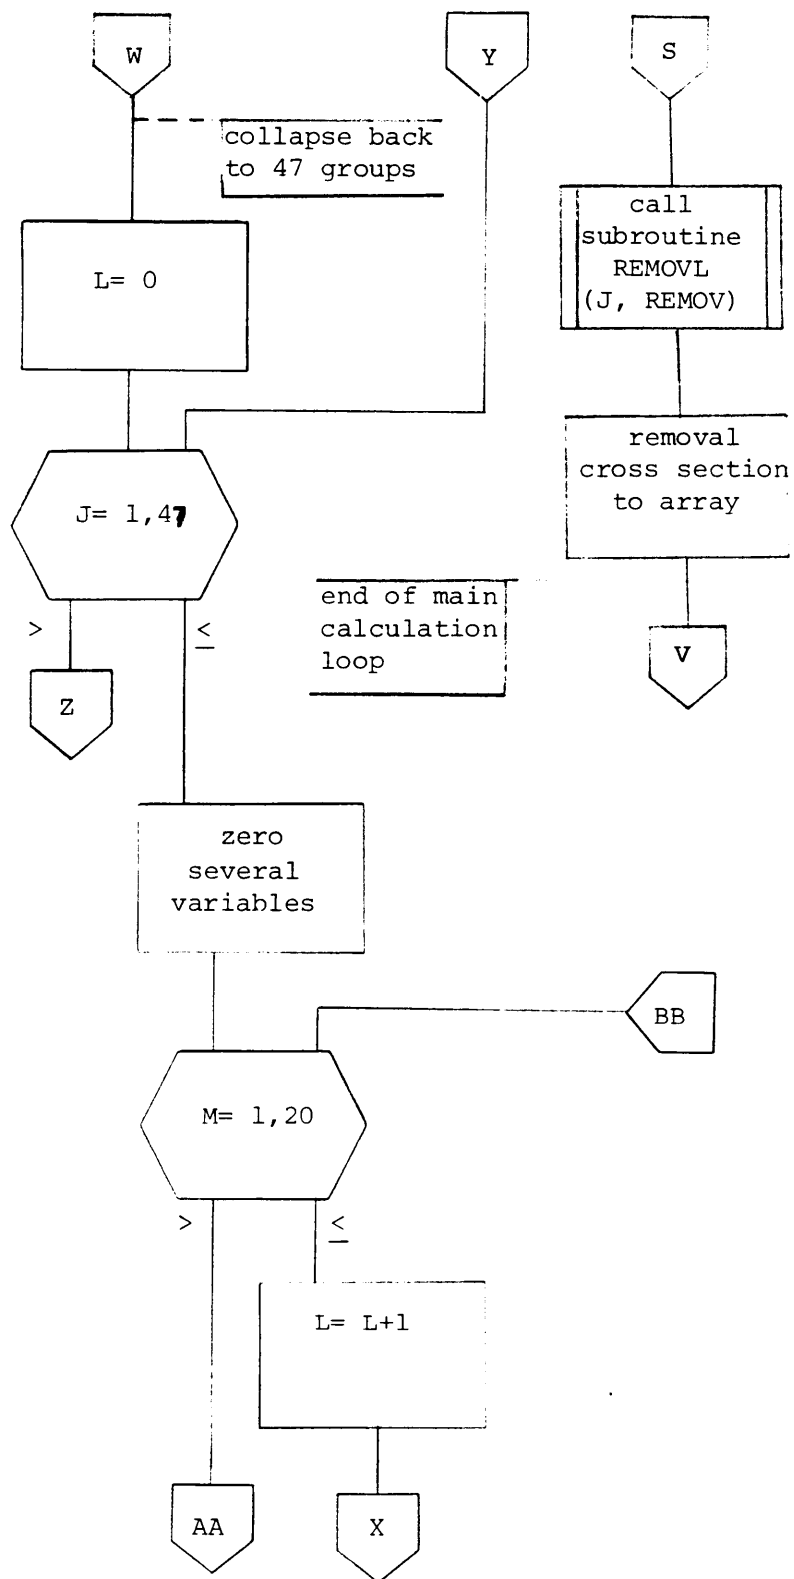 W
Y
S
collapse back
to 47 groups
call
subroutine
REMOVL
(J, REMOV)
L= 0
removal
cross section
to array
J= 1,47
end of main
calculation
loop
>
≤
V
Z
zero
several
variables
BB
M= 1,20
>
≤
L= L+1
AA
X